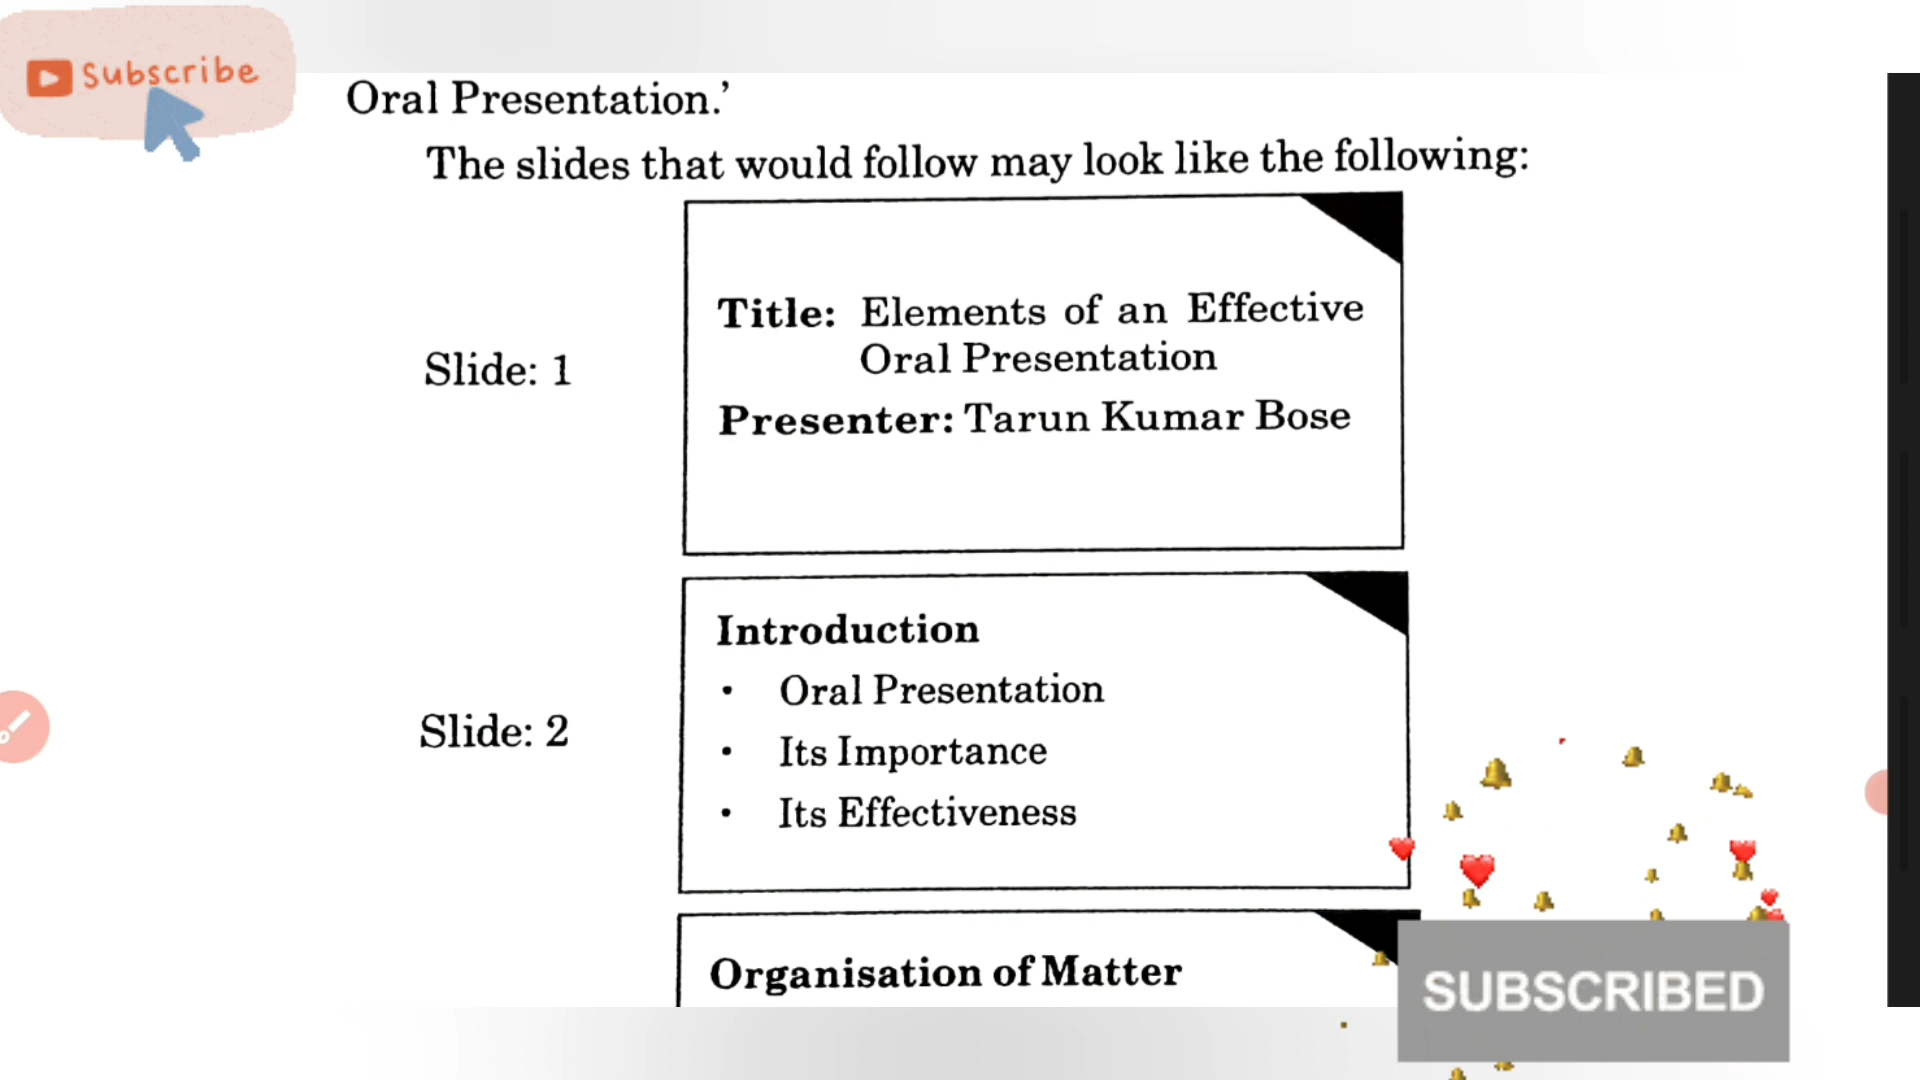 Subscribe
Oral Presentation.’
The slides that would follow may look like the following:
Slide: 1
Title: Elements of an Effective
Oral Presentation
Presenter: Tarun Kumar Bose
Slide: 2
Introduction
• Oral Presentation
• Its Importance
• Its Effectiveness
Organisation of Matter
SUBSCRIBED